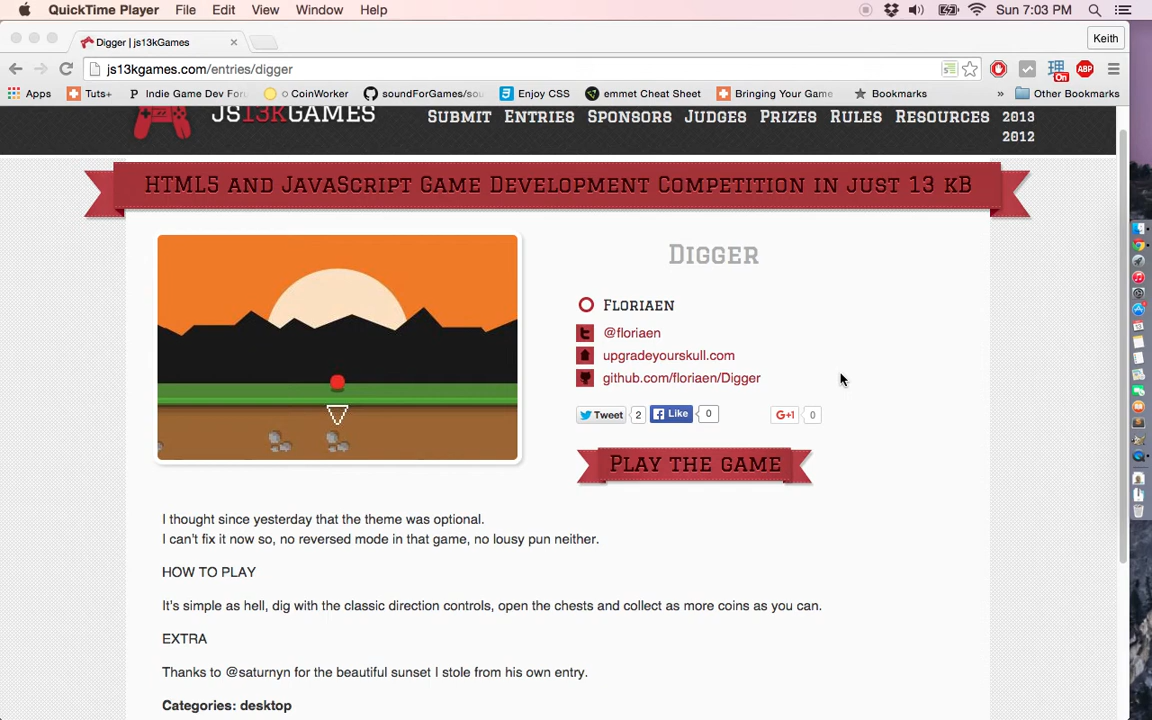 QuickTime Player File Edit View Window Help Sun 7:03 PM
Digger | js13kGames Keith
js13kgames.com/entries/digger ABP
Apps Tuts+ Indie Game Dev For CoinWorker soundForGames/sou Enjoy CSS emmet Cheat Sheet Bringing Your Game Bookmarks » Other Bookmarks On
JS13KGAMES SUBMIT ENTRIES SPONSORS JUDGES PRIZES RULES RESOURCES 2013
2012
HTML5 AND JAVASCRIPT GAME DEVELOPMENT COMPETITION IN JUST 13 KB
DIGGER
FLORIAEN
@floriaen
upgradeyourskull.com
github.com/floriaen/Digger
Tweet 2 Like 0 G+1 0
PLAY THE GAME
I thought since yesterday that the theme was optional.
I can't fix it now so, no reversed mode in that game, no lousy pun neither.
HOW TO PLAY
It's simple as hell, dig with the classic direction controls, open the chests and collect as more coins as you can.
EXTRA
Thanks to @saturnyn for the beautiful sunset I stole from his own entry.
Categories: desktop